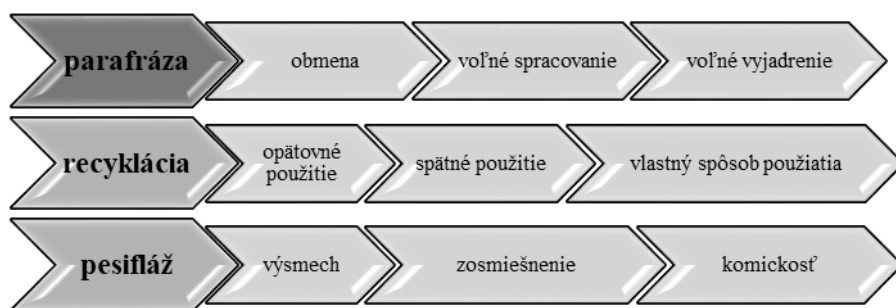 parafráza obmena voľné spracovanie voľné vyjadrenie
recyklácia opätovné použitie spätné použitie vlastný spôsob použiatia
pesifláž výsmech zosmiešnenie komickosť